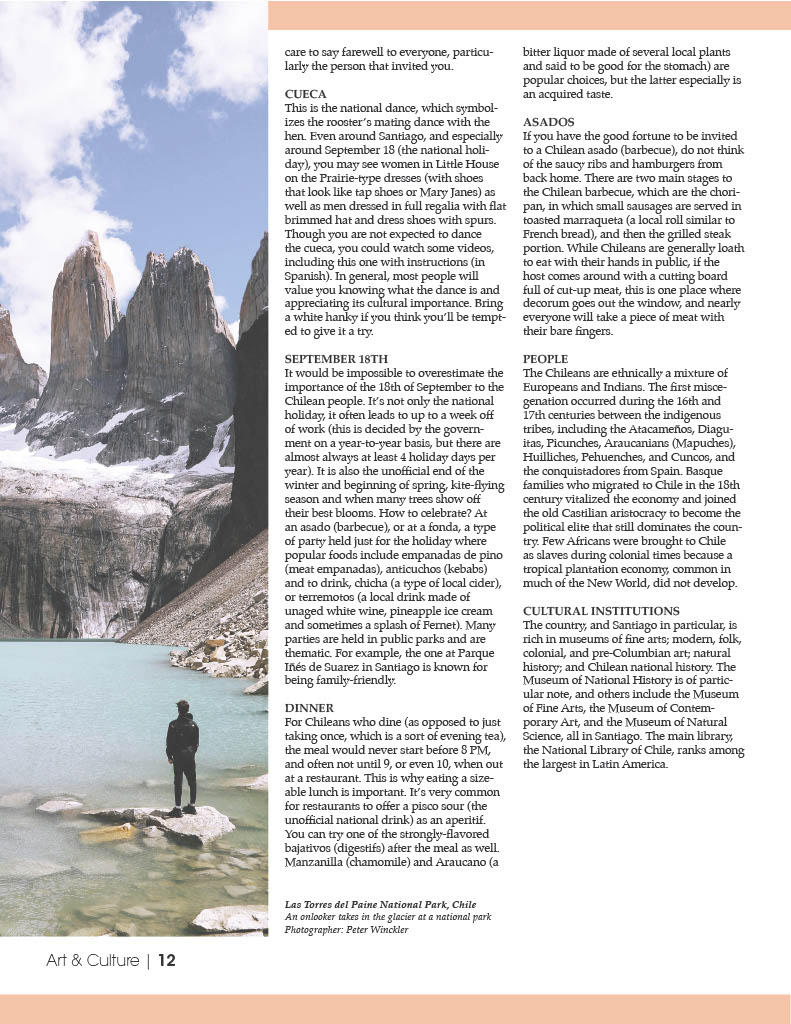 care to say farewell to everyone, particu-
larly the person that invited you.
CUECA
This is the national dance, which symbol-
izes the rooster's mating dance with the
hen. Even around Santiago, and especially
around September 18 (the national holi-
day), you may see women in Little House
on the Prairie-type dresses (with shoes
that look like tap shoes or Mary Janes) as
well as men dressed in full regalia with flat
brimmed hat and dress shoes with spurs.
Though you are not expected to dance
the cueca, you could watch some videos,
including this one with instructions (in
Spanish). In general, most people will
value you knowing what the dance is and
appreciating its cultural importance. Bring
a white hanky if you think you'll be tempt-
ed to give it a try.
SEPTEMBER 18TH
It would be impossible to overestimate the
importance of the 18th of September to the
Chilean people. It's not only the national
holiday, it often leads to up to a week off
of work (this is decided by the govern-
ment on a year-to-year basis, but there are
almost always at least 4 holiday days per
year). It is also the unofficial end of the
winter and beginning of spring, kite-flying
season and when many trees show off
their best blooms. How to celebrate? At
an asado (barbecue), or at a fonda, a type
of party held just for the holiday where
popular foods include empanadas de pino
(meat empanadas), anticuchos (kebabs)
and to drink, chicha (a type of local cider),
or terremotos (a local drink made of
unaged white wine, pineapple ice cream
and sometimes a splash of Fernet). Many
parties are held in public parks and are
thematic. For example, the one at Parque
Iñés de Suarez in Santiago is known for
being family-friendly.
DINNER
For Chileans who dine (as opposed to just
taking once, which is a sort of evening tea),
the meal would never start before 8 PM,
and often not until 9, or even 10, when out
at a restaurant. This is why eating a size-
able lunch is important. It's very common
for restaurants to offer a pisco sour (the
unofficial national drink) as an aperitif.
You can try one of the strongly-flavored
bajativos (digestifs) after the meal as well.
Manzanilla (chamomile) and Araucano (a
bitter liquor made of several local plants
and said to be good for the stomach) are
popular choices, but the latter especially is
an acquired taste.
ASADOS
If you have the good fortune to be invited
to a Chilean asado (barbecue), do not think
of the saucy ribs and hamburgers from
back home. There are two main stages to
the Chilean barbecue, which are the chori-
pan, in which small sausages are served in
toasted marraqueta (a local roll similar to
French bread), and then the grilled steak
portion. While Chileans are generally loath
to eat with their hands in public, if the
host comes around with a cutting board
full of cut-up meat, this is one place where
decorum goes out the window, and nearly
everyone will take a piece of meat with
their bare fingers.
PEOPLE
The Chileans are ethnically a mixture of
Europeans and Indians. The first misce-
genation occurred during the 16th and
17th centuries between the indigenous
tribes, including the Atacameños, Diagu-
itas, Picunches, Araucanians (Mapuches),
Huilliches, Pehuenches, and Cuncos, and
the conquistadores from Spain. Basque
families who migrated to Chile in the 18th
century vitalized the economy and joined
the old Castilian aristocracy to become the
political elite that still dominates the coun-
try. Few Africans were brought to Chile
as slaves during colonial times because a
tropical plantation economy, common in
much of the New World, did not develop.
CULTURAL INSTITUTIONS
The country, and Santiago in particular, is
rich in museums of fine arts; modern, folk,
colonial, and pre-Columbian art; natural
history; and Chilean national history. The
Museum of National History is of partic-
ular note, and others include the Museum
of Fine Arts, the Museum of Contem-
porary Art, and the Museum of Natural
Science, all in Santiago. The main library,
the National Library of Chile, ranks among
the largest in Latin America.
Las Torres del Paine National Park, Chile
An onlooker takes in the glacier at a national park
Photographer: Peter Winckler
Art & Culture | 12